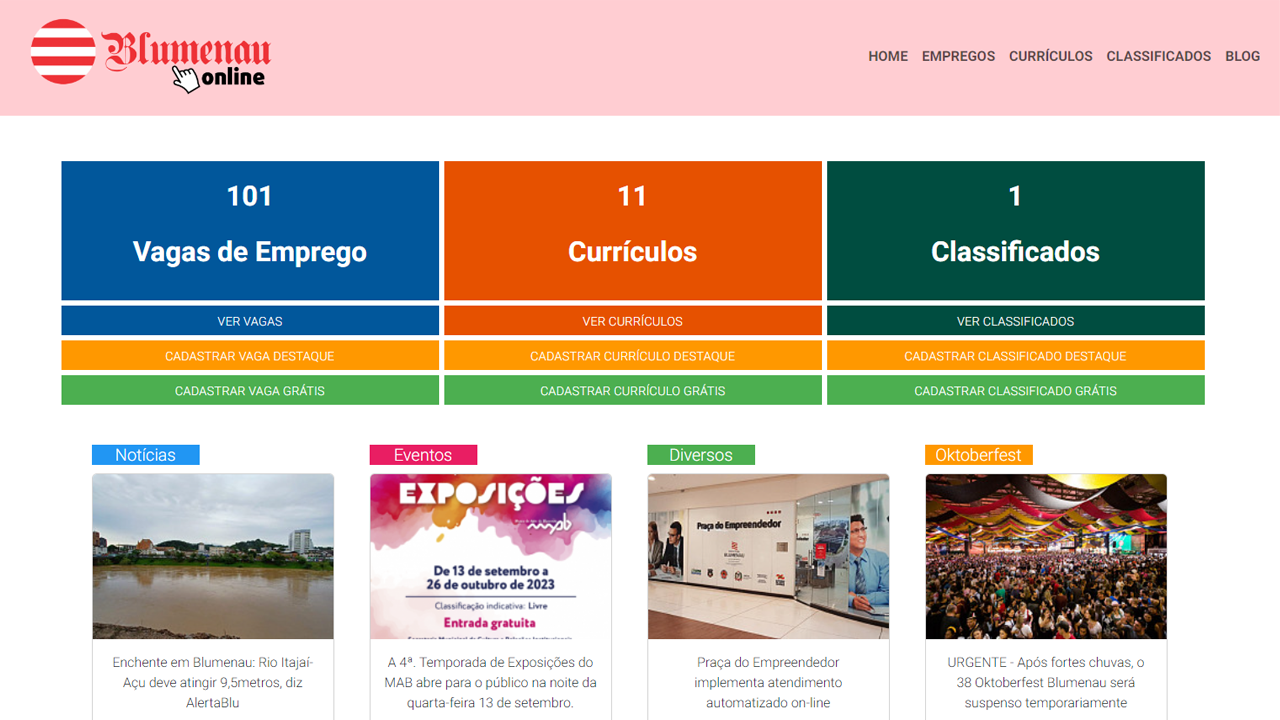 Blumenau
online
HOME EMPREGOS CURRÍCULOS CLASSIFICADOS BLOG
101
Vagas de Emprego
VER VAGAS
CADASTRAR VAGA DESTAQUE
CADASTRAR VAGA GRÁTIS
11
Currículos
VER CURRÍCULOS
CADASTRAR CURRÍCULO DESTAQUE
CADASTRAR CURRÍCULO GRÁTIS
1
Classificados
VER CLASSIFICADOS
CADASTRAR CLASSIFICADO DESTAQUE
CADASTRAR CLASSIFICADO GRÁTIS
Notícias
Enchente em Blumenau: Rio Itajaí-
Açu deve atingir 9,5metros, diz
AlertaBlu
Eventos
EXPOSIÇÕES
mab
De 13 de setembro a
26 de outubro de 2023
Classificação indicativa: Livre
Entrada gratuita
A 4ª. Temporada de Exposições do
MAB abre para o público na noite da
quarta-feira 13 de setembro.
Diversos
Praça do Empreendedor
BLUMENAU
Praça do Empreendedor
implementa atendimento
automatizado on-line
Oktoberfest
URGENTE - Após fortes chuvas, o
38 Oktoberfest Blumenau será
suspenso temporariamente